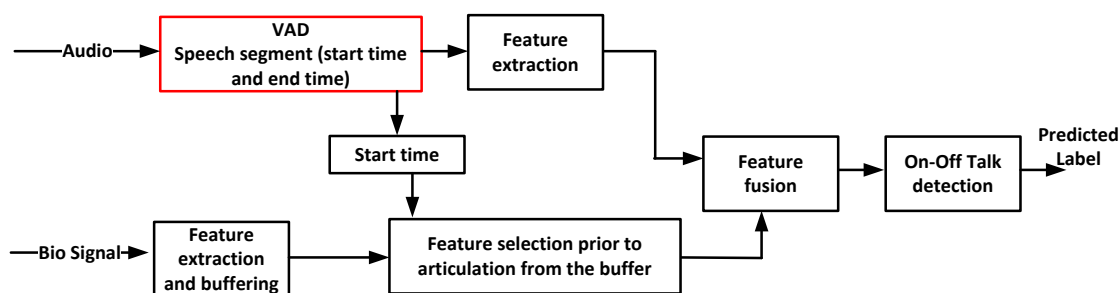 Audio
VAD
Speech segment (start time
and end time)
Feature
extraction
Start time
Bio Signal
Feature
extraction
and buffering
Feature selection prior to
articulation from the buffer
Feature
fusion
On-Off Talk
detection
Predicted
Label